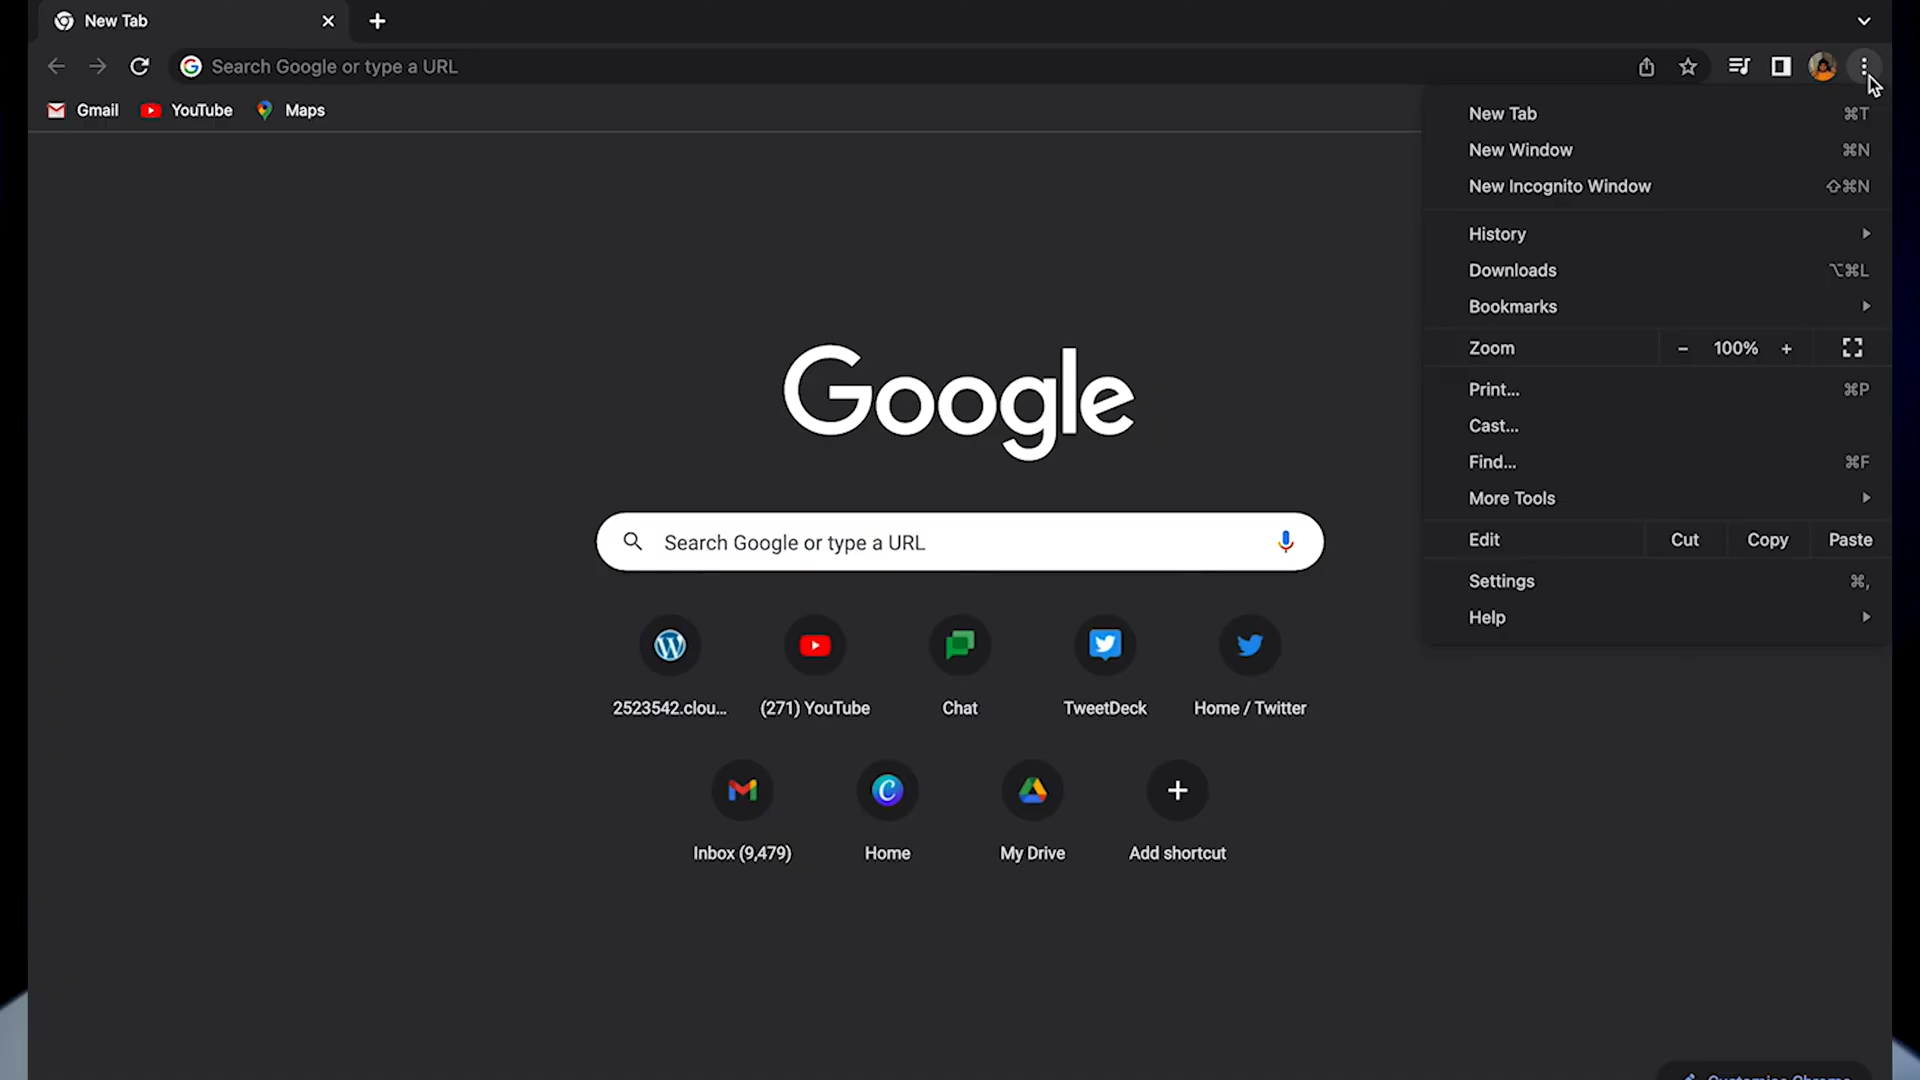 New Tab
Search Google or type a URL
Gmail YouTube Maps
New Tab ⌘T
New Window ⌘N
New Incognito Window ⇧⌘N
History
Downloads ⌥⌘L
Bookmarks
Zoom − 100% +
Print... ⌘P
Cast...
Find... ⌘F
More Tools
Edit Cut Copy Paste
Settings ⌘,
Help
Google
Search Google or type a URL
2523542.clou... (271) YouTube Chat TweetDeck Home / Twitter
Inbox (9,479) Home My Drive Add shortcut